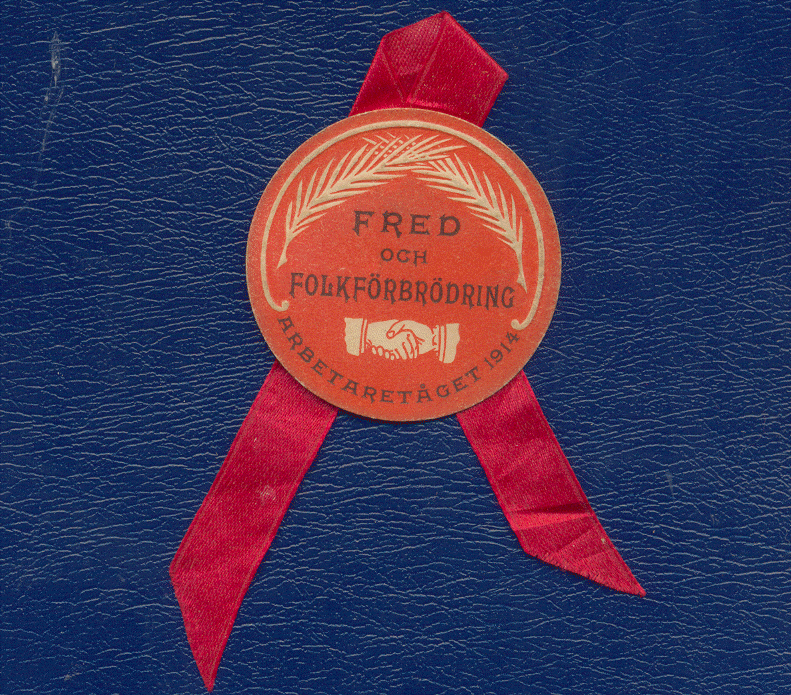 FRED
OCH
FOLKFÖRBRÖDRING
ARBETARETÅGET 1914